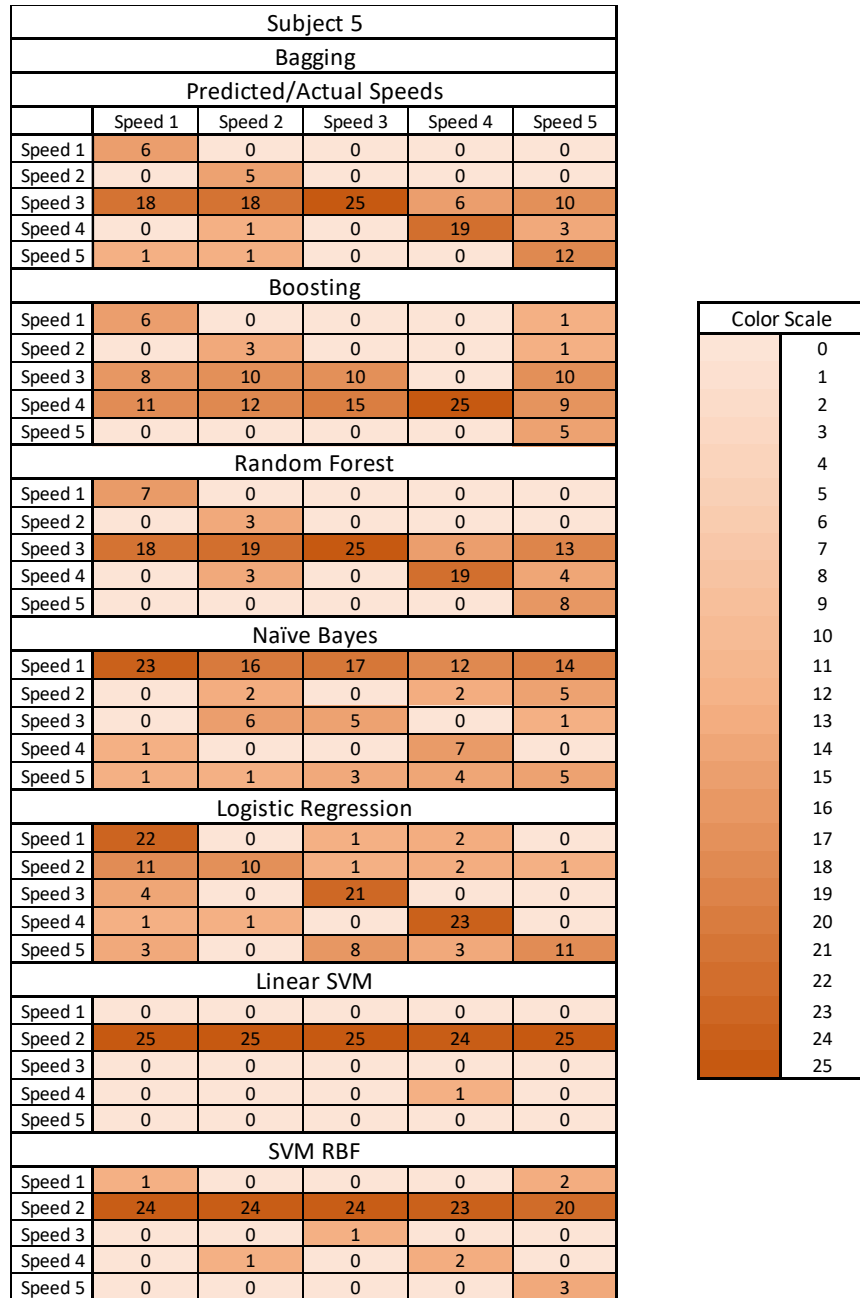 Subject 5
Bagging
Predicted/Actual Speeds
Speed 1 Speed 2 Speed 3 Speed 4 Speed 5
Speed 1 6 0 0 0 0
Speed 2 0 5 0 0 0
Speed 3 18 18 25 6 10
Speed 4 0 1 0 19 3
Speed 5 1 1 0 0 12
Boosting
Speed 1 6 0 0 0 1
Speed 2 0 3 0 0 1
Speed 3 8 10 10 0 10
Speed 4 11 12 15 25 9
Speed 5 0 0 0 0 5
Random Forest
Speed 1 7 0 0 0 0
Speed 2 0 3 0 0 0
Speed 3 18 19 25 6 13
Speed 4 0 3 0 19 4
Speed 5 0 0 0 0 8
Naïve Bayes
Speed 1 23 16 17 12 14
Speed 2 0 2 0 2 5
Speed 3 0 6 5 0 1
Speed 4 1 0 0 7 0
Speed 5 1 1 3 4 5
Logistic Regression
Speed 1 22 0 1 2 0
Speed 2 11 10 1 2 1
Speed 3 4 0 21 0 0
Speed 4 1 1 0 23 0
Speed 5 3 0 8 3 11
Linear SVM
Speed 1 0 0 0 0 0
Speed 2 25 25 25 24 25
Speed 3 0 0 0 0 0
Speed 4 0 0 0 1 0
Speed 5 0 0 0 0 0
SVM RBF
Speed 1 1 0 0 0 2
Speed 2 24 24 24 23 20
Speed 3 0 0 1 0 0
Speed 4 0 1 0 2 0
Speed 5 0 0 0 0 3
Color Scale
0
1
2
3
4
5
6
7
8
9
10
11
12
13
14
15
16
17
18
19
20
21
22
23
24
25